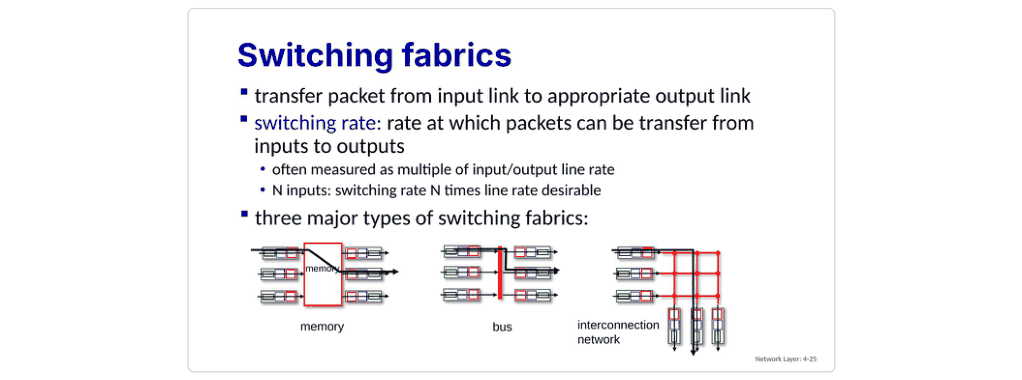 Switching fabrics
transfer packet from input link to appropriate output link
switching rate: rate at which packets can be transfer from
inputs to outputs
often measured as multiple of input/output line rate
N inputs: switching rate N times line rate desirable
three major types of switching fabrics:
memory
memory
bus
interconnection
network
Network Layer: 4-25